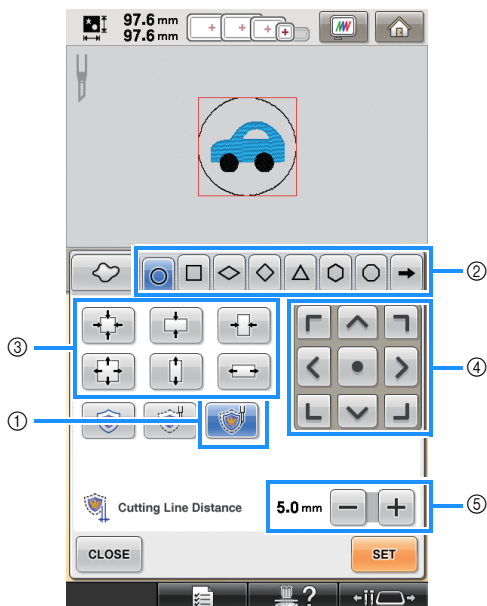 97.6 mm
97.6 mm
②
③
④
①
Cutting Line Distance 5.0 mm
⑤
CLOSE SET
?